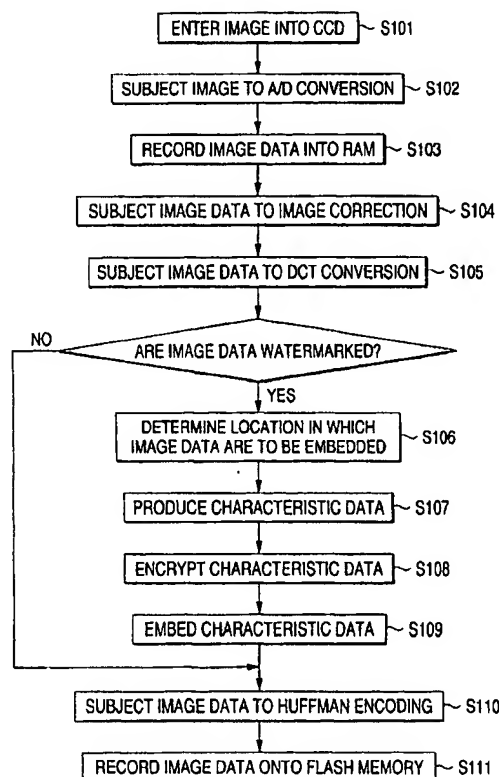 ENTER IMAGE INTO CCD S101
SUBJECT IMAGE TO A/D CONVERSION S102
RECORD IMAGE DATA INTO RAM S103
SUBJECT IMAGE DATA TO IMAGE CORRECTION S104
SUBJECT IMAGE DATA TO DCT CONVERSION S105
NO
ARE IMAGE DATA WATERMARKED?
YES
DETERMINE LOCATION IN WHICH
IMAGE DATA ARE TO BE EMBEDDED S106
PRODUCE CHARACTERISTIC DATA S107
ENCRYPT CHARACTERISTIC DATA S108
EMBED CHARACTERISTIC DATA S109
SUBJECT IMAGE DATA TO HUFFMAN ENCODING S110
RECORD IMAGE DATA ONTO FLASH MEMORY S111